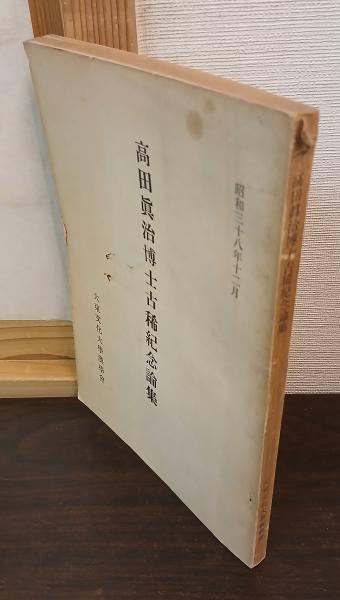 昭和三十八年十二月
高田眞治博士古稀紀念論集
大東文化大學漢學會